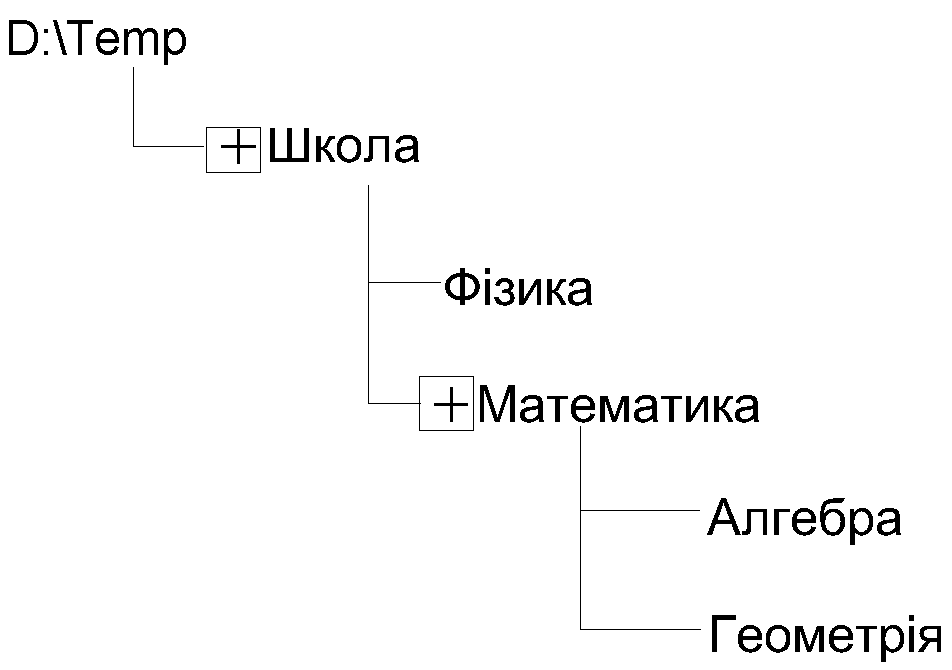 D:\Temp
Школа
Фізика
Математика
Алгебра
Геометрія